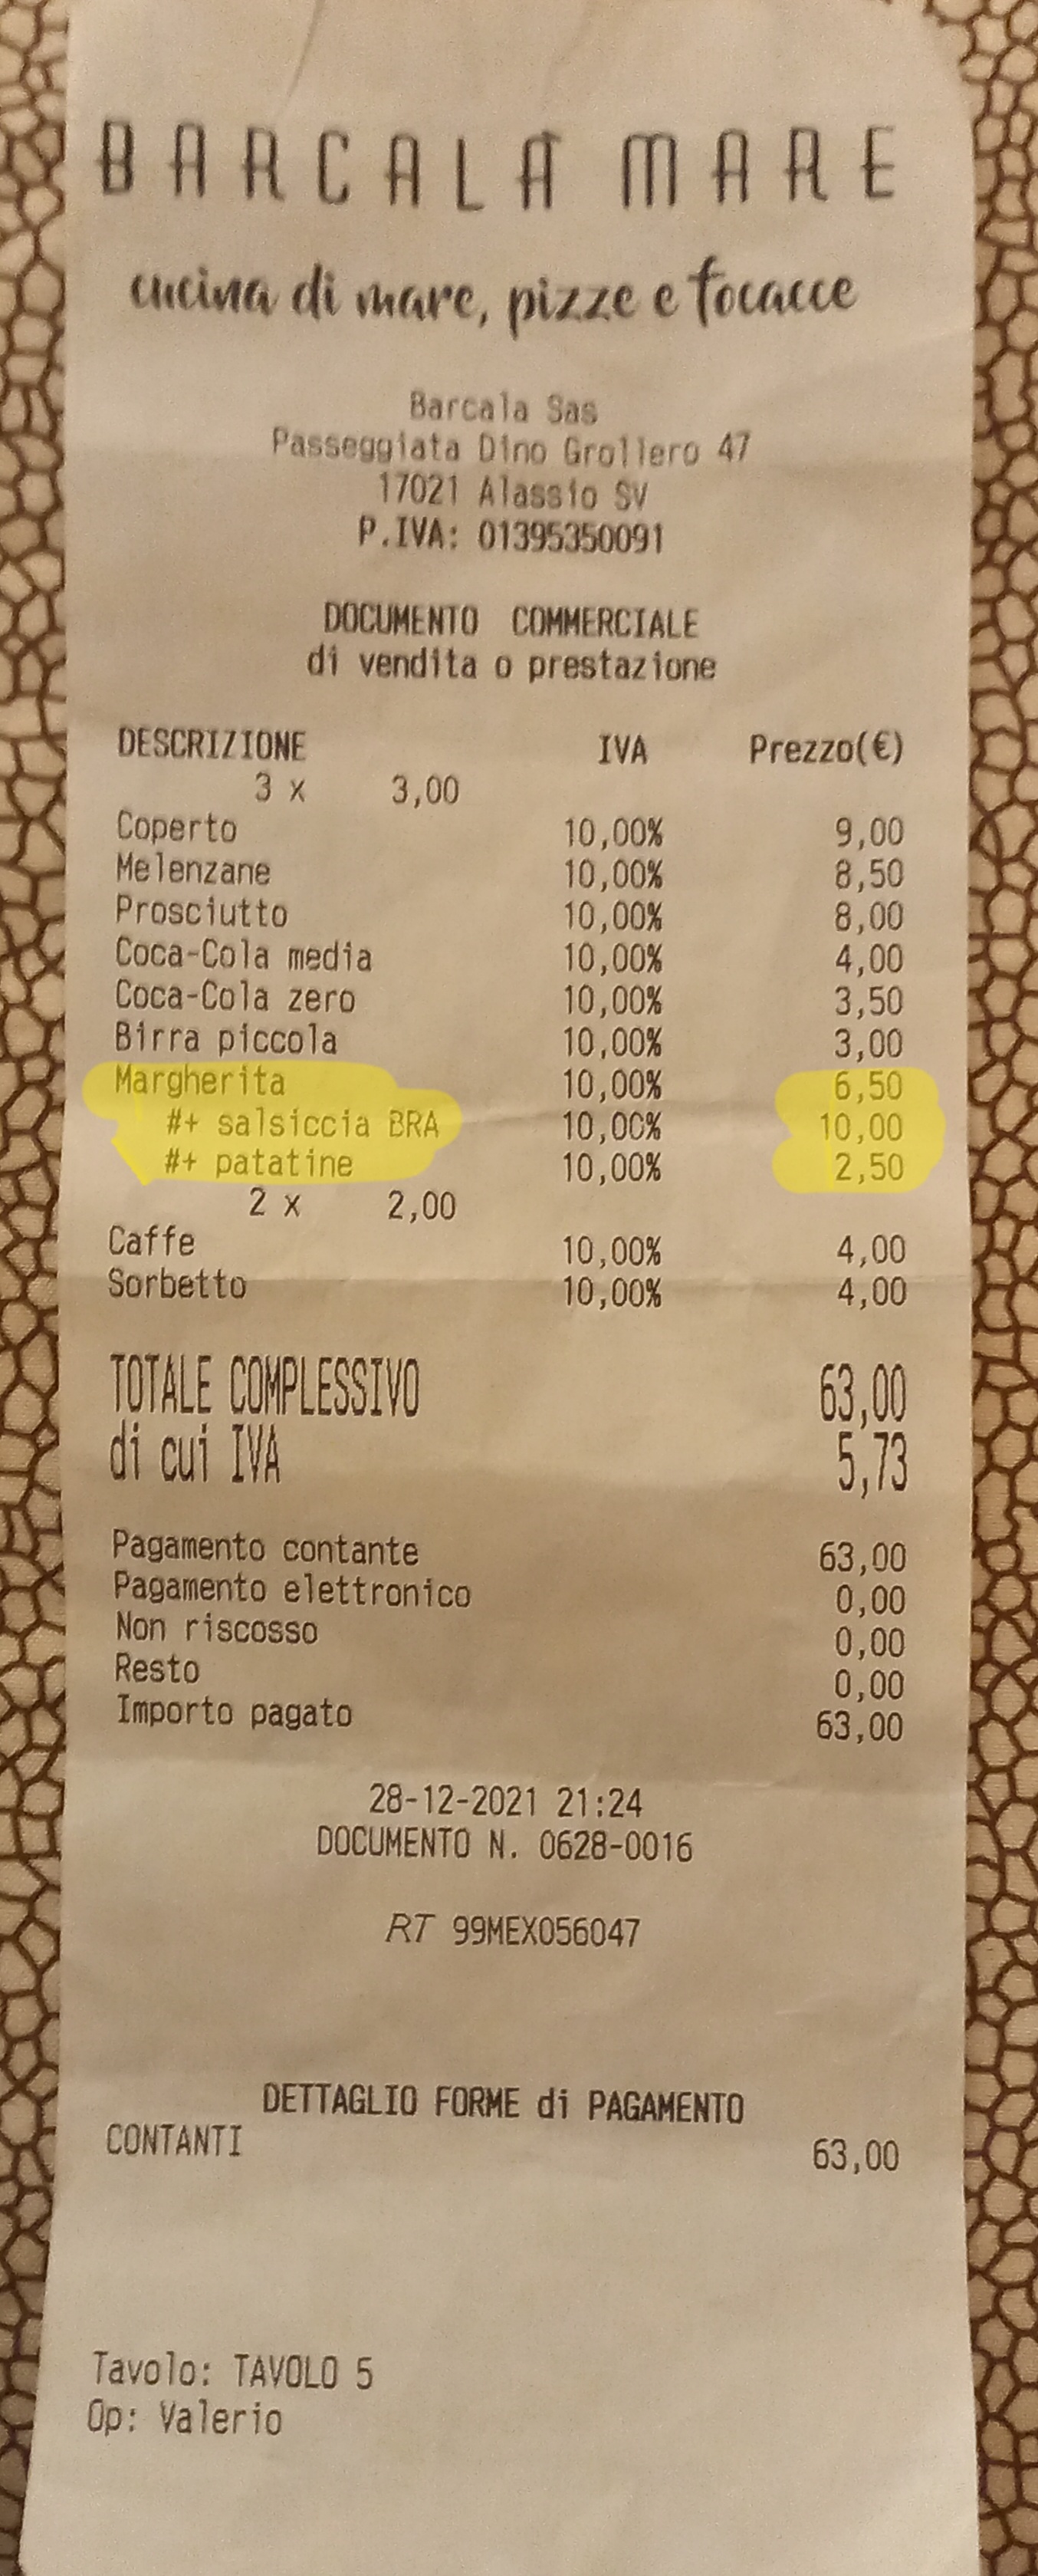 BARCALÀ MARE
cucina di mare, pizze e focacce
Barcala Sas
Passeggiata Dino Grollero 47
17021 Alassio SV
P.IVA: 01395350091
DOCUMENTO COMMERCIALE
di vendita o prestazione
DESCRIZIONE IVA Prezzo(€)
3 x 3,00
Coperto 10,00% 9,00
Melenzane 10,00% 8,50
Prosciutto 10,00% 8,00
Coca-Cola media 10,00% 4,00
Coca-Cola zero 10,00% 3,50
Birra piccola 10,00% 3,00
Margherita 10,00% 6,50
#+ salsiccia BRA 10,00% 10,00
#+ patatine 10,00% 2,50
2 x 2,00
Caffe 10,00% 4,00
Sorbetto 10,00% 4,00
TOTALE COMPLESSIVO 63,00
di cui IVA 5,73
Pagamento contante 63,00
Pagamento elettronico 0,00
Non riscosso 0,00
Resto 0,00
Importo pagato 63,00
28-12-2021 21:24
DOCUMENTO N. 0628-0016
RT 99MEX056047
DETTAGLIO FORME di PAGAMENTO
CONTANTI 63,00
Tavolo: TAVOLO 5
Op: Valerio